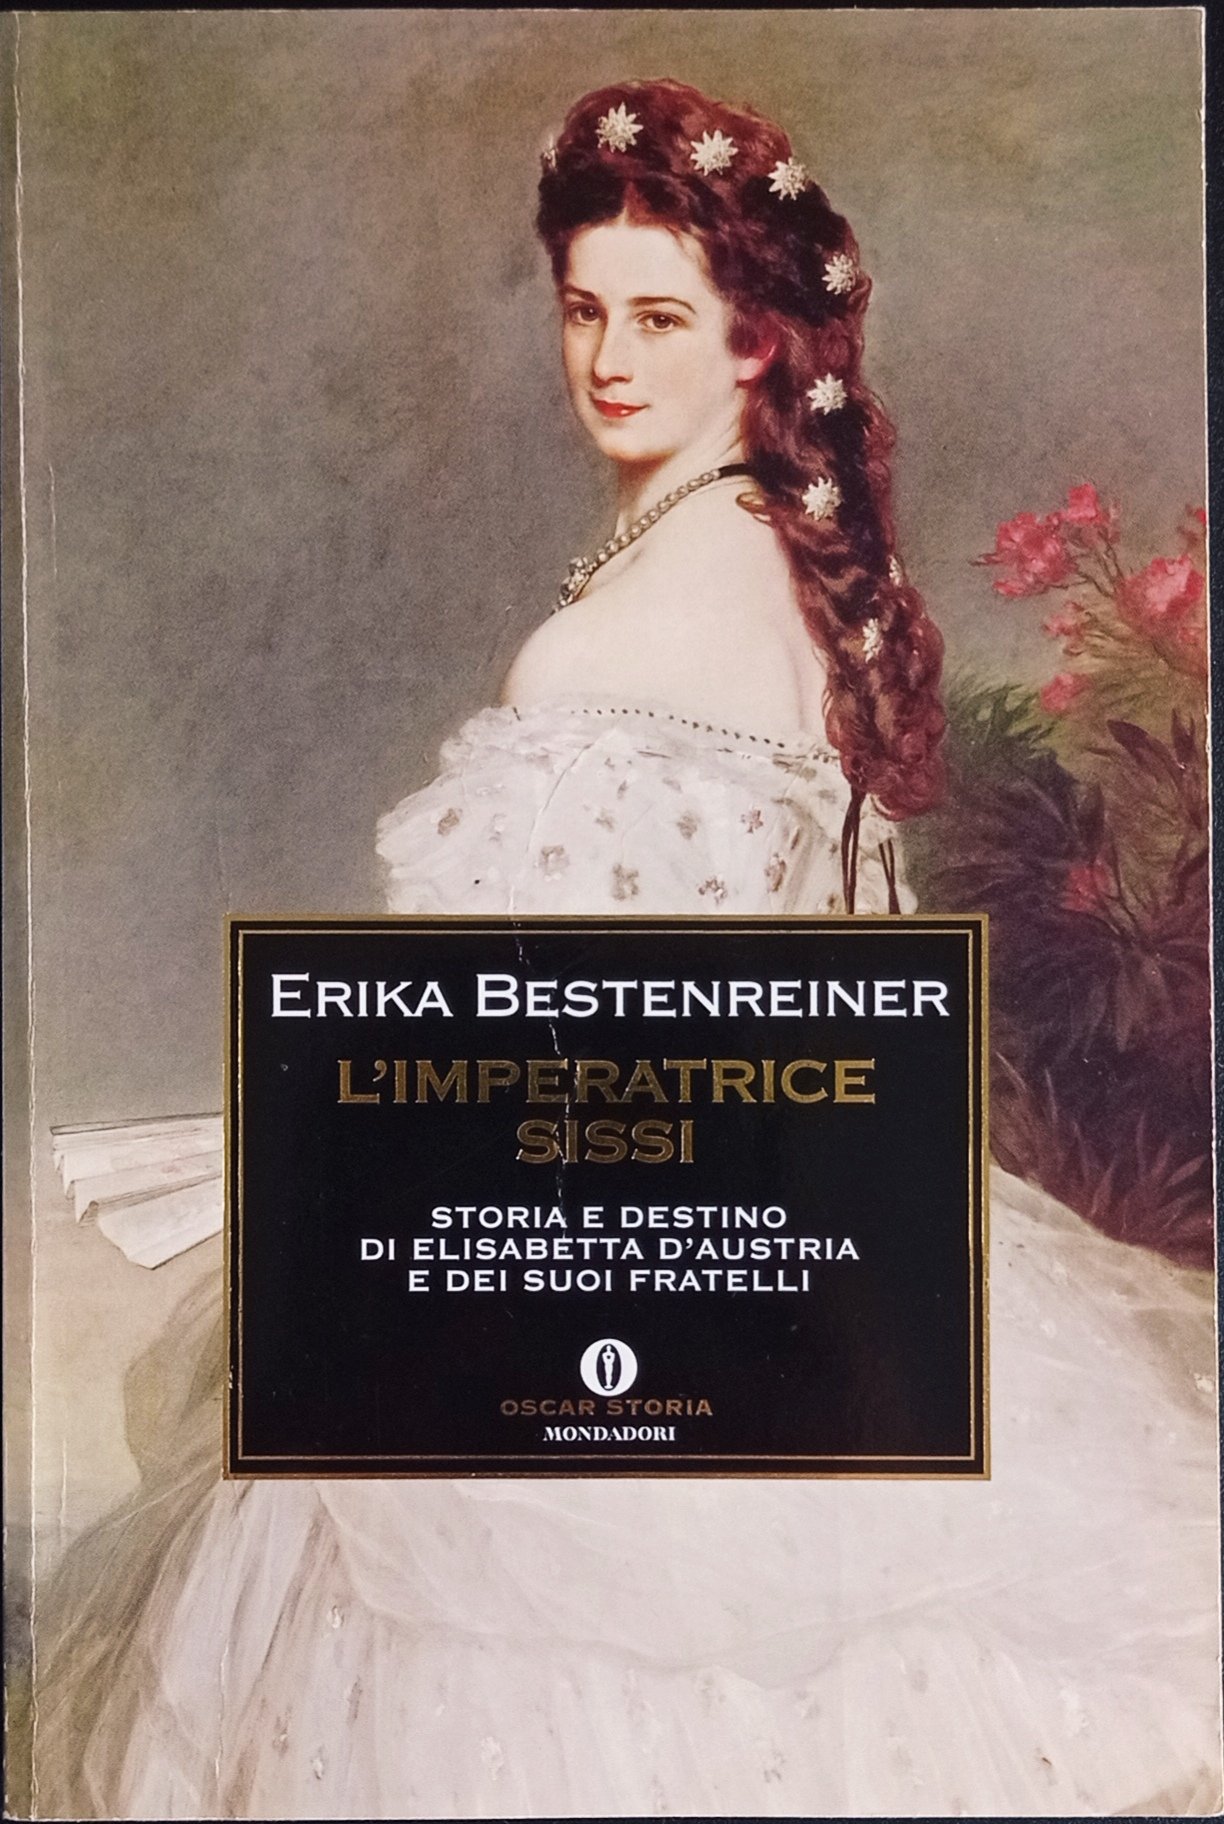 ERIKA BESTENREINER
L'IMPERATRICE
SISSI
STORIA E DESTINO
DI ELISABETTA D'AUSTRIA
E DEI SUOI FRATELLI
OSCAR STORIA
MONDADORI